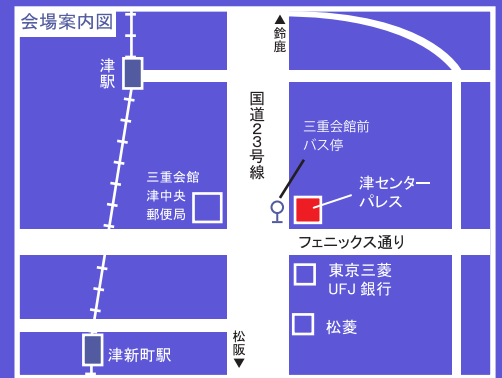 会場案内図
▲
鈴鹿
津駅
国道23号線
三重会館前
バス停
三重会館
津中央
郵便局
津センター
パレス
フェニックス通り
東京三菱
UFJ 銀行
松菱
津新町駅
松阪
▼